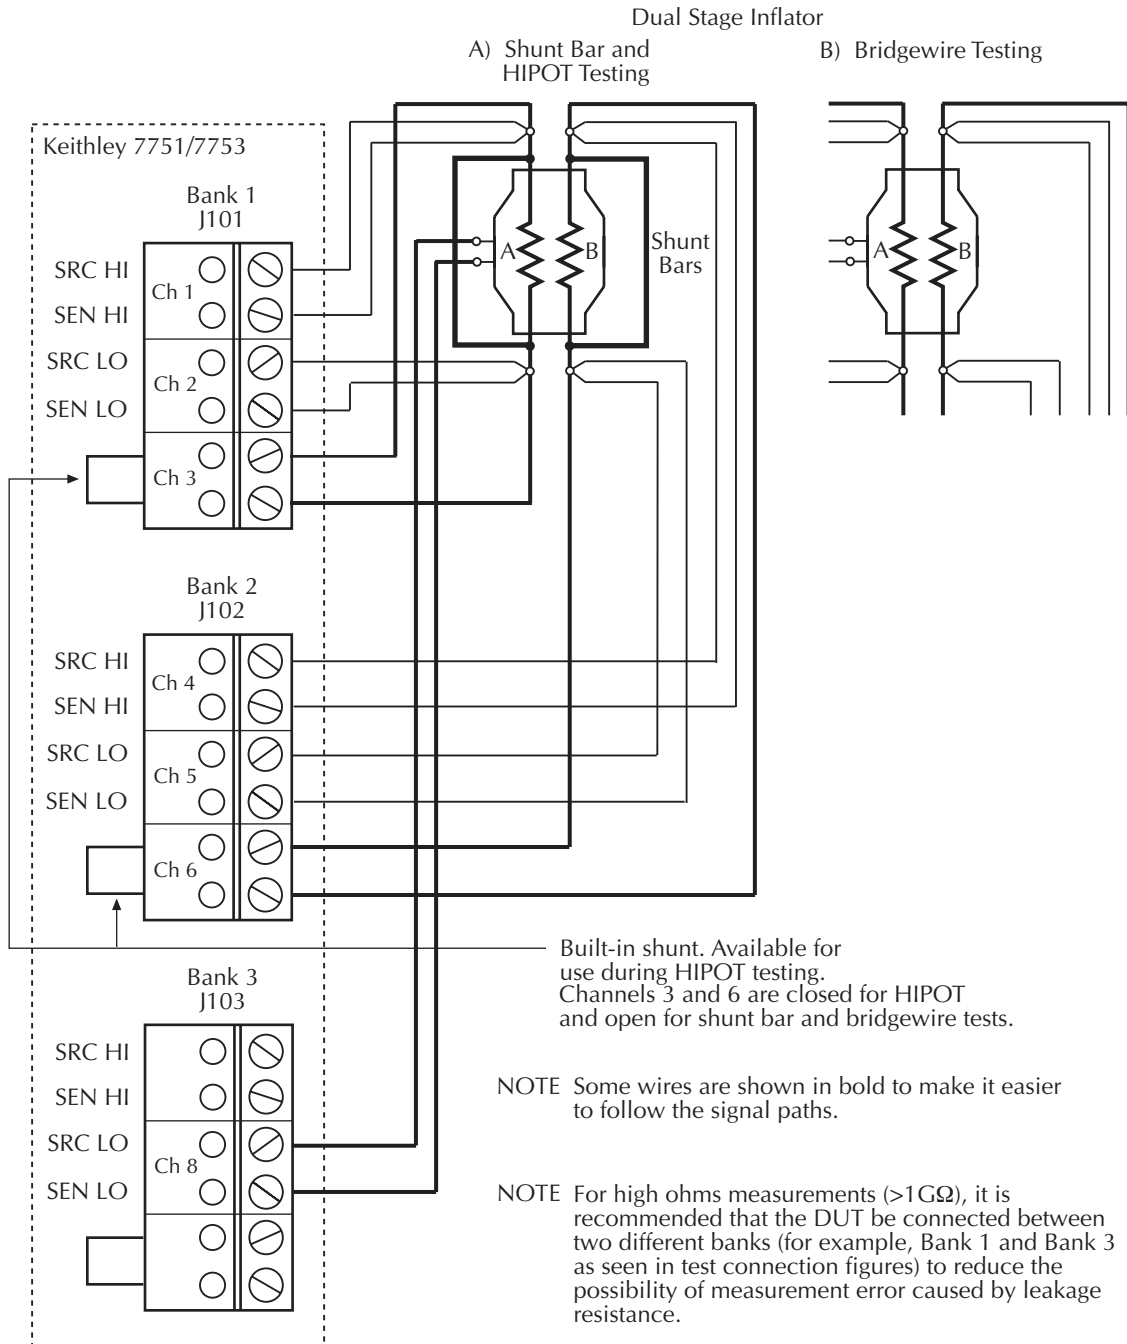 Dual Stage Inflator
A) Shunt Bar and
HIPOT Testing
B) Bridgewire Testing
Keithley 7751/7753
Bank 1
J101
SRC HI
Ch 1
SEN HI
SRC LO
Ch 2
SEN LO
Ch 3
A
B
Shunt
Bars
A
B
Bank 2
J102
SRC HI
Ch 4
SEN HI
SRC LO
Ch 5
SEN LO
Ch 6
Built-in shunt. Available for
use during HIPOT testing.
Channels 3 and 6 are closed for HIPOT
and open for shunt bar and bridgewire tests.
Bank 3
J103
SRC HI
SEN HI
SRC LO
Ch 8
SEN LO
NOTE Some wires are shown in bold to make it easier
to follow the signal paths.
NOTE For high ohms measurements (>1GΩ), it is
recommended that the DUT be connected between
two different banks (for example, Bank 1 and Bank 3
as seen in test connection figures) to reduce the
possibility of measurement error caused by leakage
resistance.